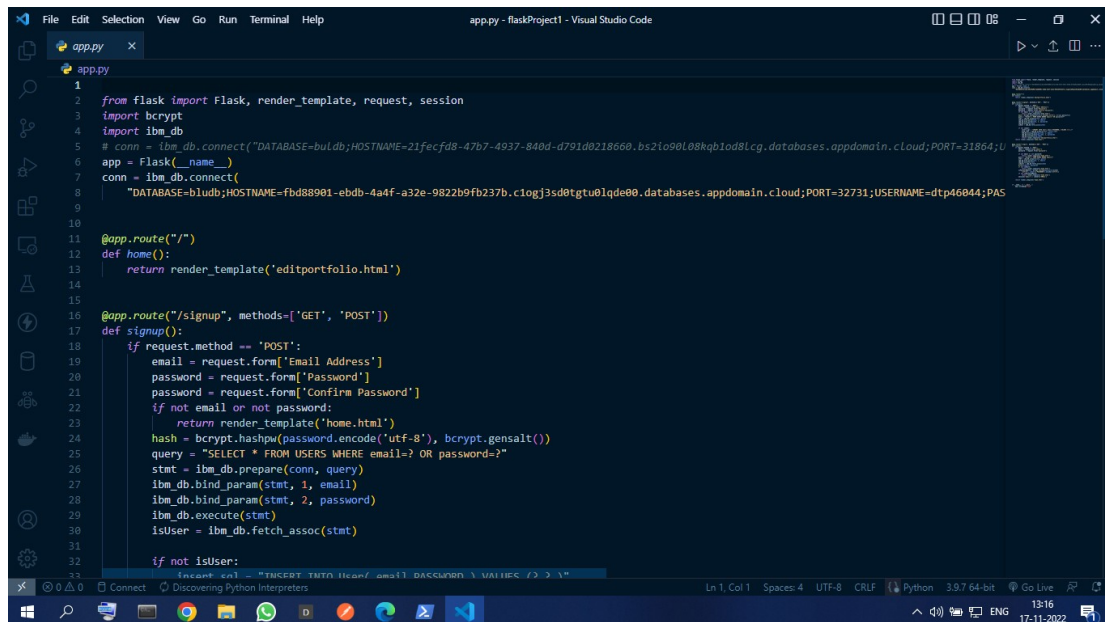 File Edit Selection View Go Run Terminal Help app.py - flaskProject1 - Visual Studio Code
app.py
app.py
1
2 from flask import Flask, render_template, request, session
3 import bcrypt
4 import ibm_db
5 # conn = ibm_db.connect("DATABASE=buldb;HOSTNAME=21fecfd8-47b7-4937-840d-d791d0218660.bs2io90l08kqb1od8lcg.databases.appdomain.cloud;PORT=31864;U
6 app = Flask(__name__)
7 conn = ibm_db.connect(
8 "DATABASE=bludb;HOSTNAME=fbd88901-ebdb-4a4f-a32e-9822b9fb237b.c1ogj3sd0tgtu0lqde00.databases.appdomain.cloud;PORT=32731;USERNAME=dtp46044;PAS
9
10
11 @app.route("/")
12 def home():
13 return render_template('editportfolio.html')
14
15
16 @app.route("/signup", methods=['GET', 'POST'])
17 def signup():
18 if request.method == 'POST':
19 email = request.form['Email Address']
20 password = request.form['Password']
21 password = request.form['Confirm Password']
22 if not email or not password:
23 return render_template('home.html')
24 hash = bcrypt.hashpw(password.encode('utf-8'), bcrypt.gensalt())
25 query = "SELECT * FROM USERS WHERE email=? OR password=?"
26 stmt = ibm_db.prepare(conn, query)
27 ibm_db.bind_param(stmt, 1, email)
28 ibm_db.bind_param(stmt, 2, password)
29 ibm_db.execute(stmt)
30 isUser = ibm_db.fetch_assoc(stmt)
31
32 if not isUser:
33 insert_sql = "INSERT INTO User( email,PASSWORD ) VALUES (?,?,)"
0 0 Connect Discovering Python Interpreters Ln 1, Col 1 Spaces: 4 UTF-8 CRLF Python 3.9.7 64-bit Go Live
ENG 13:16
17-11-2022